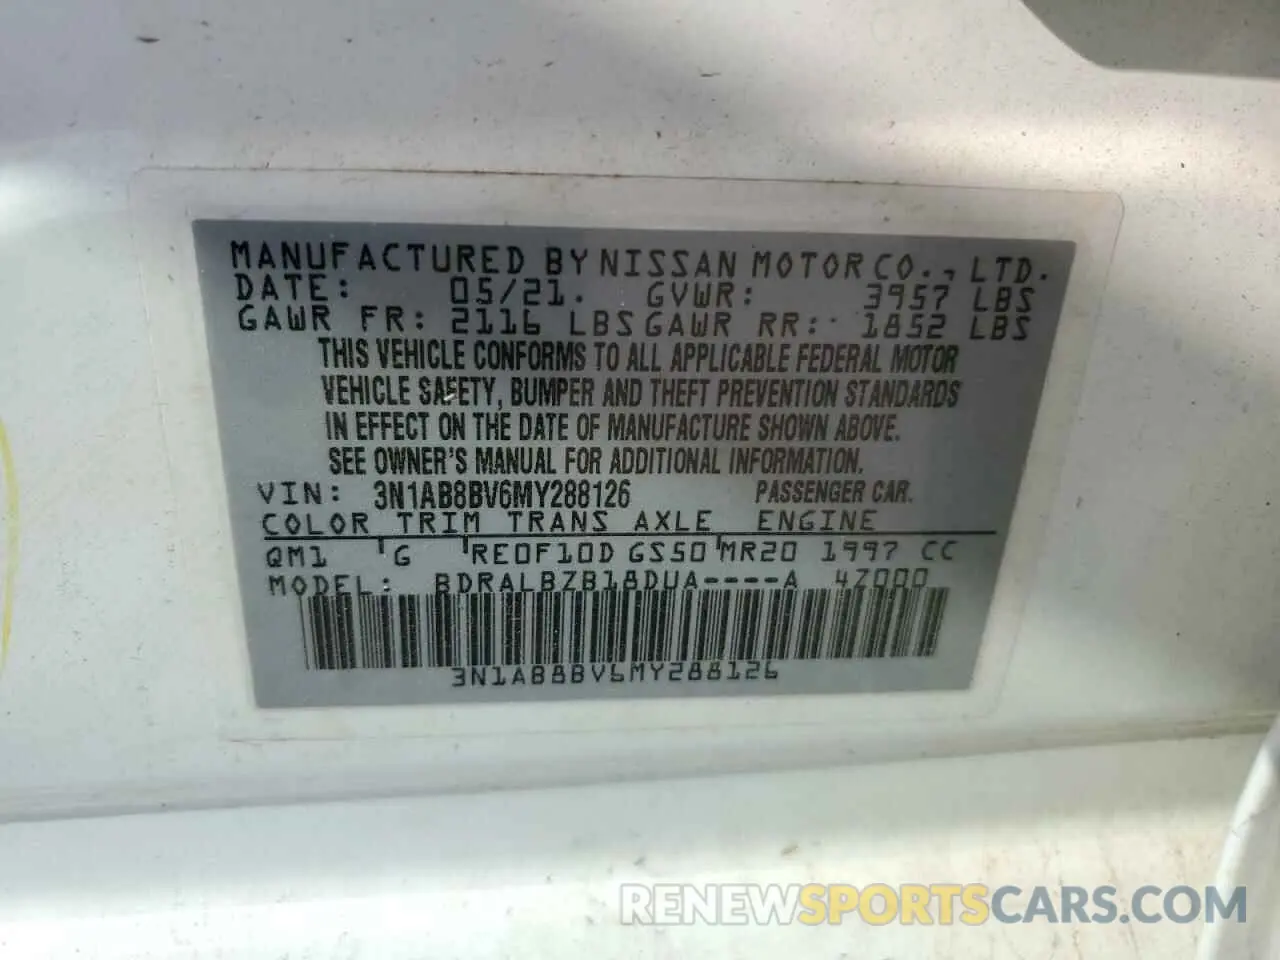 MANUFACTURED BY NISSAN MOTOR CO., LTD.
DATE: 05/21. GVWR: 3957 LBS
GAWR FR: 2116 LBS GAWR RR: 1852 LBS
THIS VEHICLE CONFORMS TO ALL APPLICABLE FEDERAL MOTOR
VEHICLE SAFETY, BUMPER AND THEFT PREVENTION STANDARDS
IN EFFECT ON THE DATE OF MANUFACTURE SHOWN ABOVE.
SEE OWNER'S MANUAL FOR ADDITIONAL INFORMATION.
VIN: 3N1AB8BV6MY288126 PASSENGER CAR.
COLOR TRIM TRANS AXLE ENGINE
QM1 G RE0F10D GS50 MR20 1997 CC
MODEL: BDRALBZB18DUA----A 4Z000
3N1AB8BV6MY288126
RENEWSPORTSCARS.COM